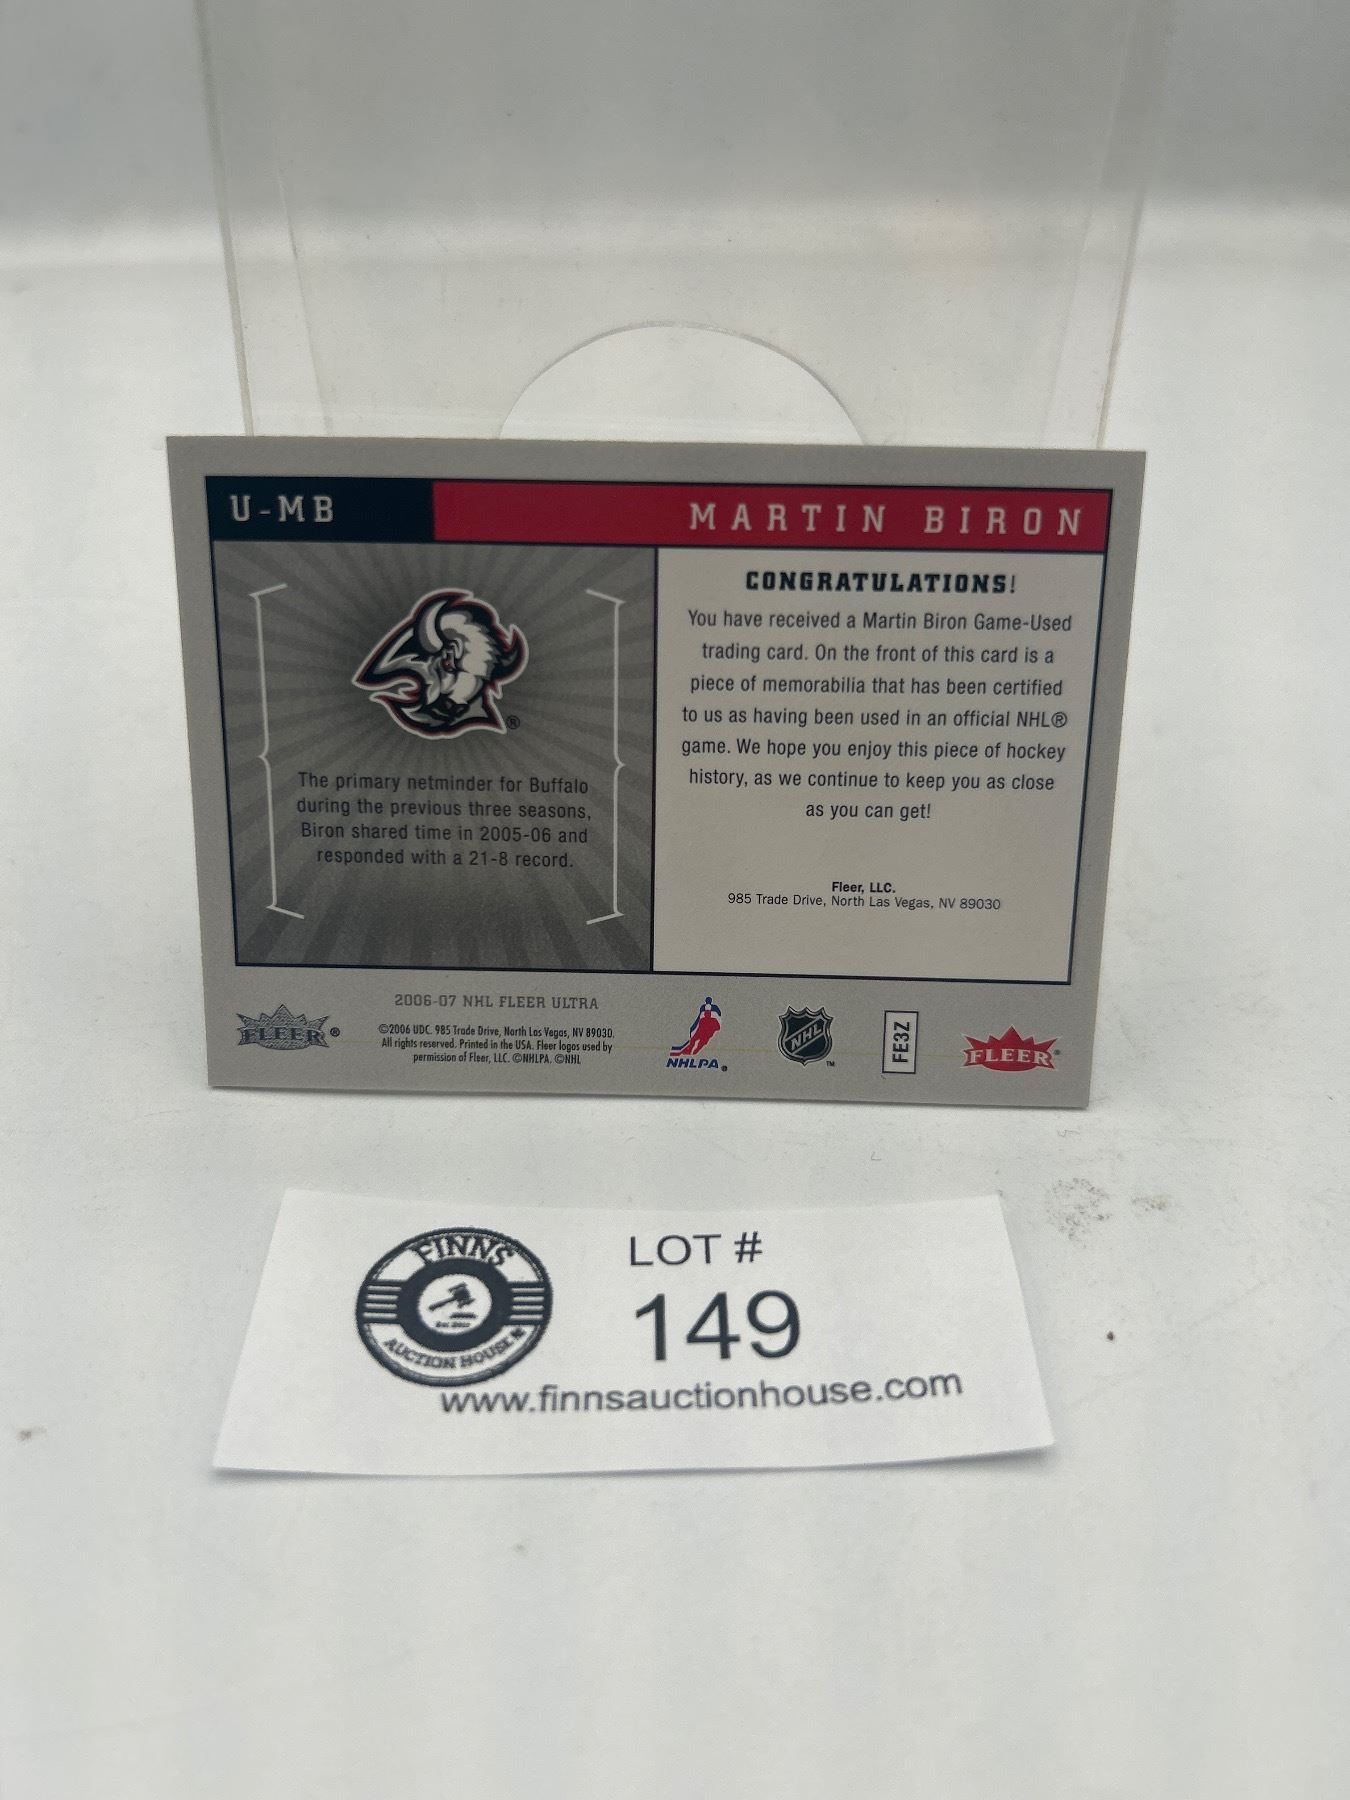 U-MB
MARTIN BIRON
®
The primary netminder for Buffalo
during the previous three seasons,
Biron shared time in 2005-06 and
responded with a 21-8 record.
CONGRATULATIONS!
You have received a Martin Biron Game-Used
trading card. On the front of this card is a
piece of memorabilia that has been certified
to us as having been used in an official NHL®
game. We hope you enjoy this piece of hockey
history, as we continue to keep you as close
as you can get!
Fleer, LLC.
985 Trade Drive, North Las Vegas, NV 89030
FLEER®
2006-07 NHL FLEER ULTRA
©2006 UDC. 985 Trade Drive, North Las Vegas, NV 89030.
All rights reserved. Printed in the USA. Fleer logos used by
permission of Fleer, LLC. ©NHLPA. ©NHL
NHLPA®
NHL™
FE3Z
FLEER®
FINNS
AUCTION HOUSE
LOT #
149
www.finnsauctionhouse.com